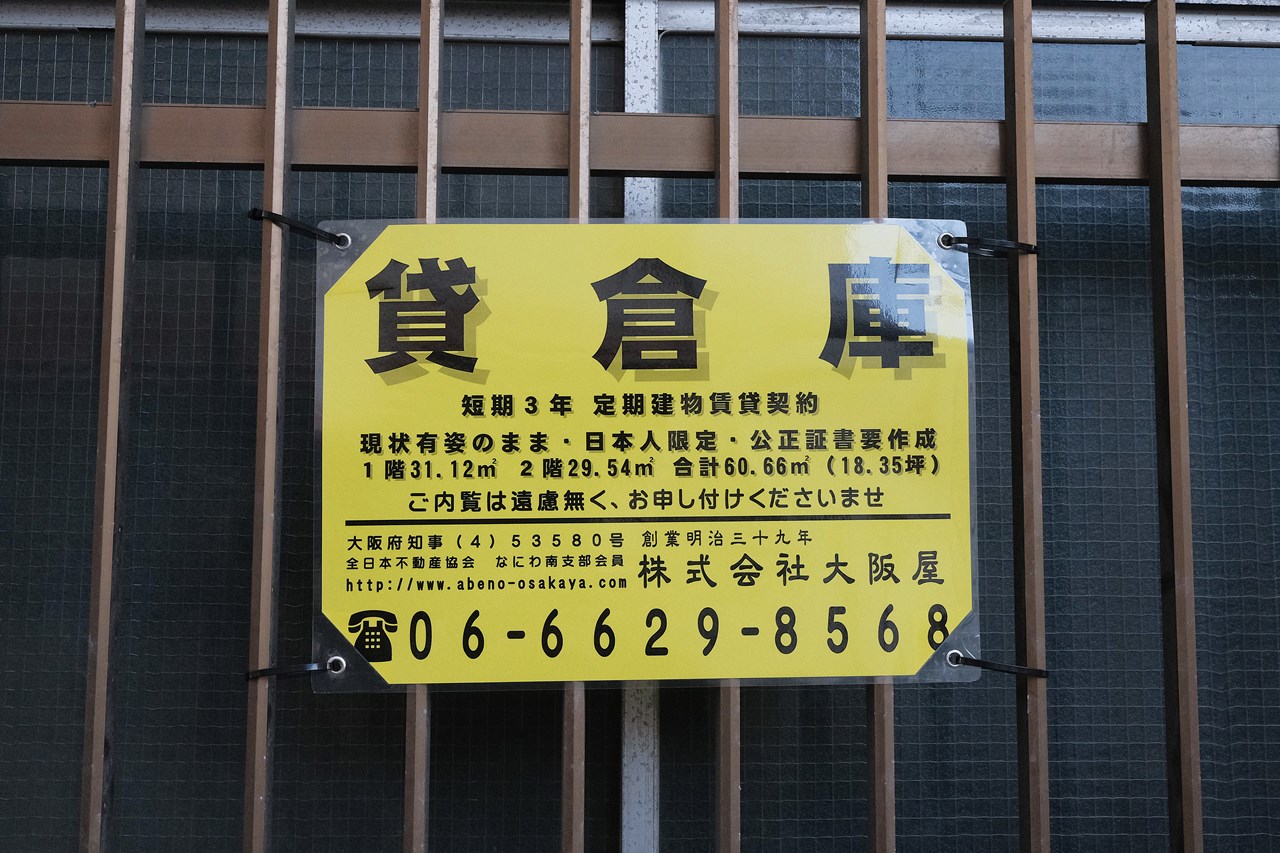 貸倉庫
短期3年 定期建物賃貸契約
現状有姿のまま・日本人限定・公正証書要作成
1階31.12㎡ 2階29.54㎡ 合計60.66㎡(18.35坪)
ご内覧は遠慮無く、お申し付けくださいませ
大阪府知事(4)53580号 創業明治三十九年
全日本不動産協会 なにわ南支部会員
http://www.abeno-osakaya.com 株式会社大阪屋
☎06-6629-8568